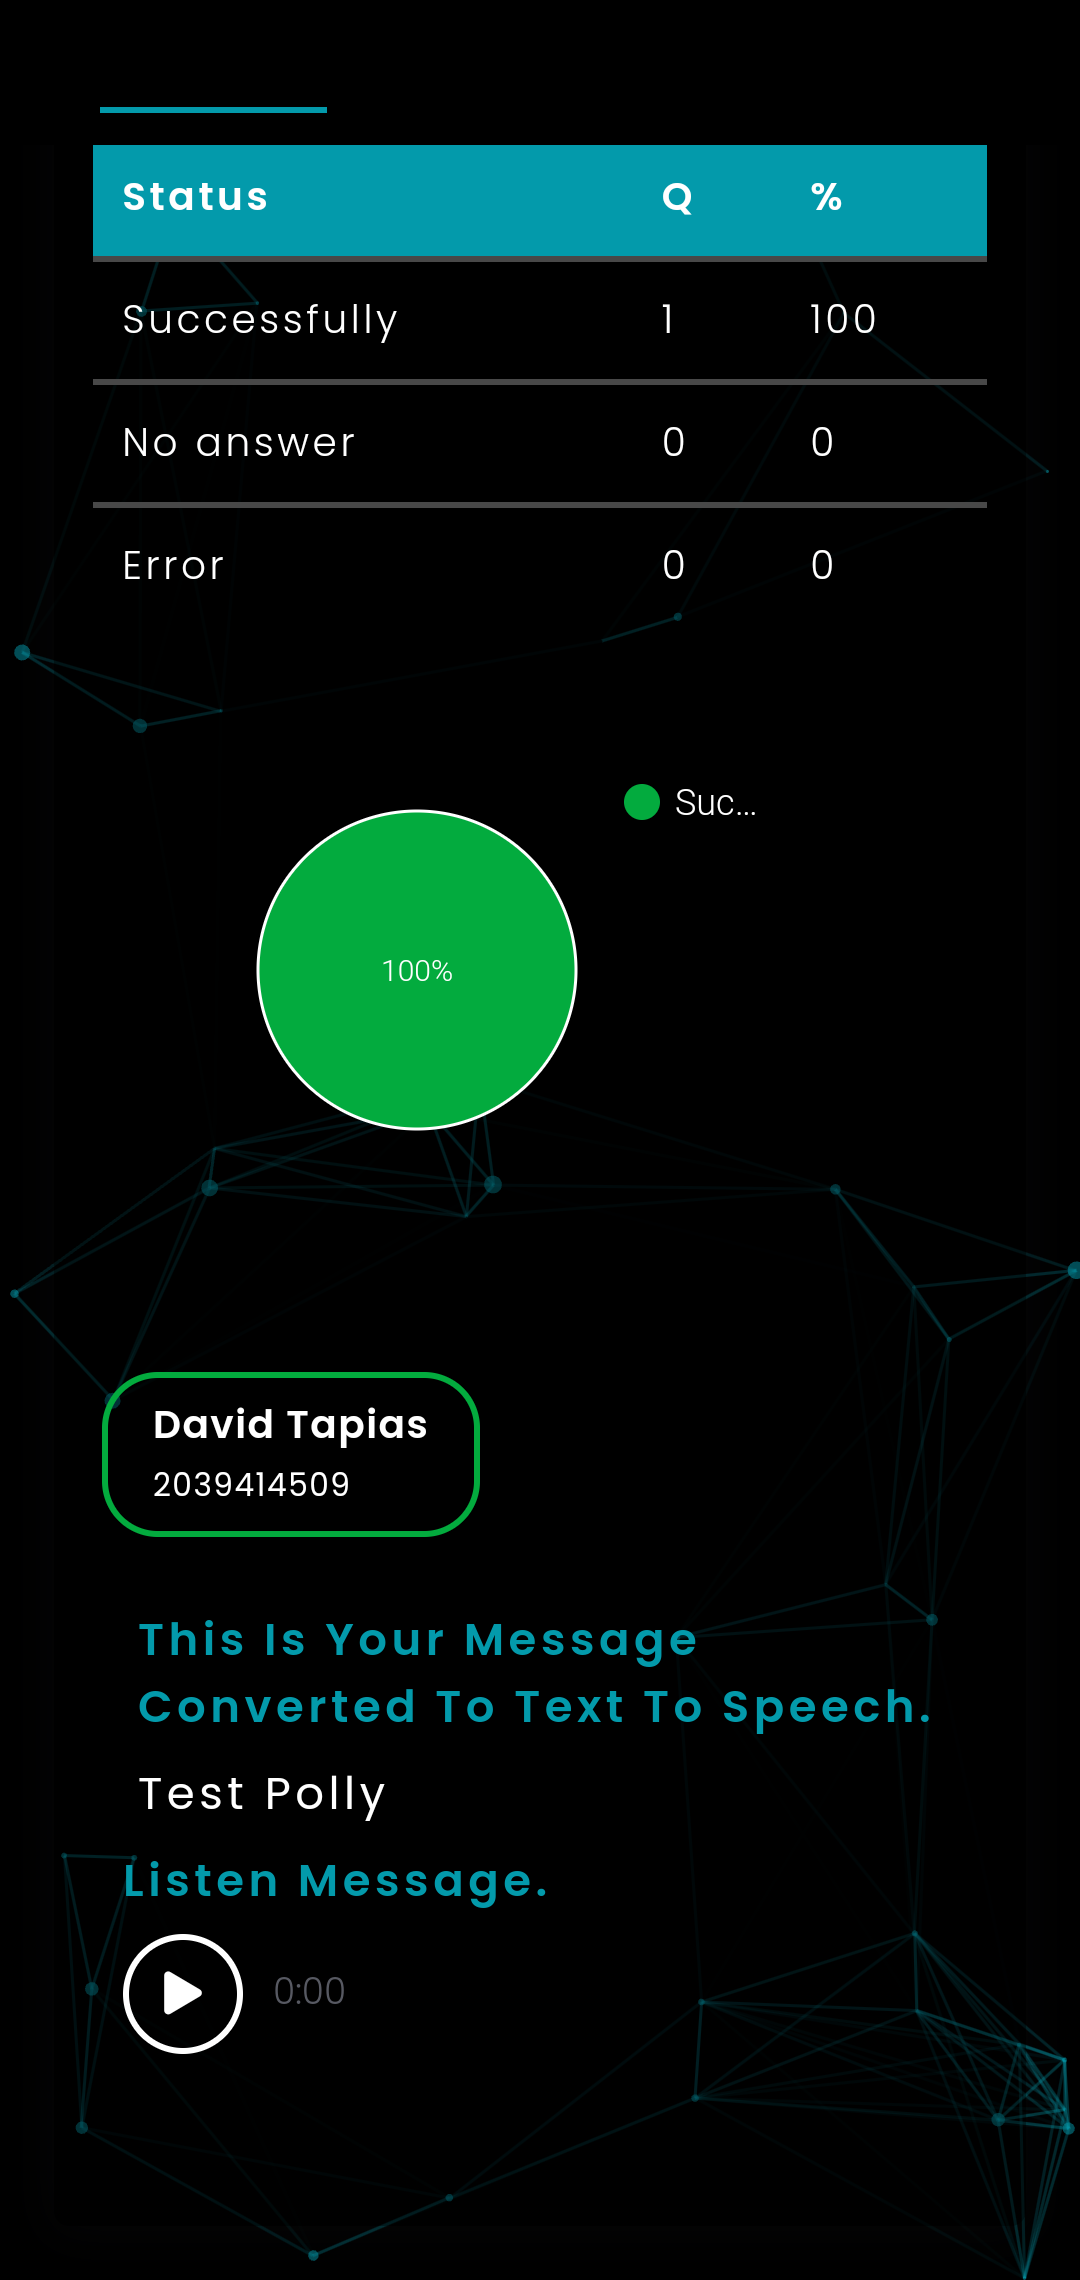 Status Q %
Successfully 1 100
No answer 0 0
Error 0 0
Suc...
100%
David Tapias
2039414509
This Is Your Message
Converted To Text To Speech.
Test Polly
Listen Message.
0:00